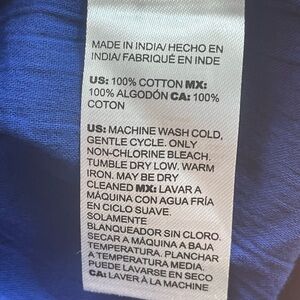 MADE IN INDIA/ HECHO EN
INDIA/ FABRIQUÉ EN INDE
US: 100% COTTON MX:
100% ALGODÓN CA: 100%
COTON
US: MACHINE WASH COLD,
GENTLE CYCLE. ONLY
NON-CHLORINE BLEACH.
TUMBLE DRY LOW. WARM
IRON. MAY BE DRY
CLEANED MX: LAVAR A
MÁQUINA CON AGUA FRÍA
EN CICLO SUAVE.
SOLAMENTE
BLANQUEADOR SIN CLORO.
SECAR A MÁQUINA A BAJA
TEMPERATURA. PLANCHAR
A TEMPERATURA MEDIA.
PUEDE LAVARSE EN SECO
CA: LAVER À LA MACHINE